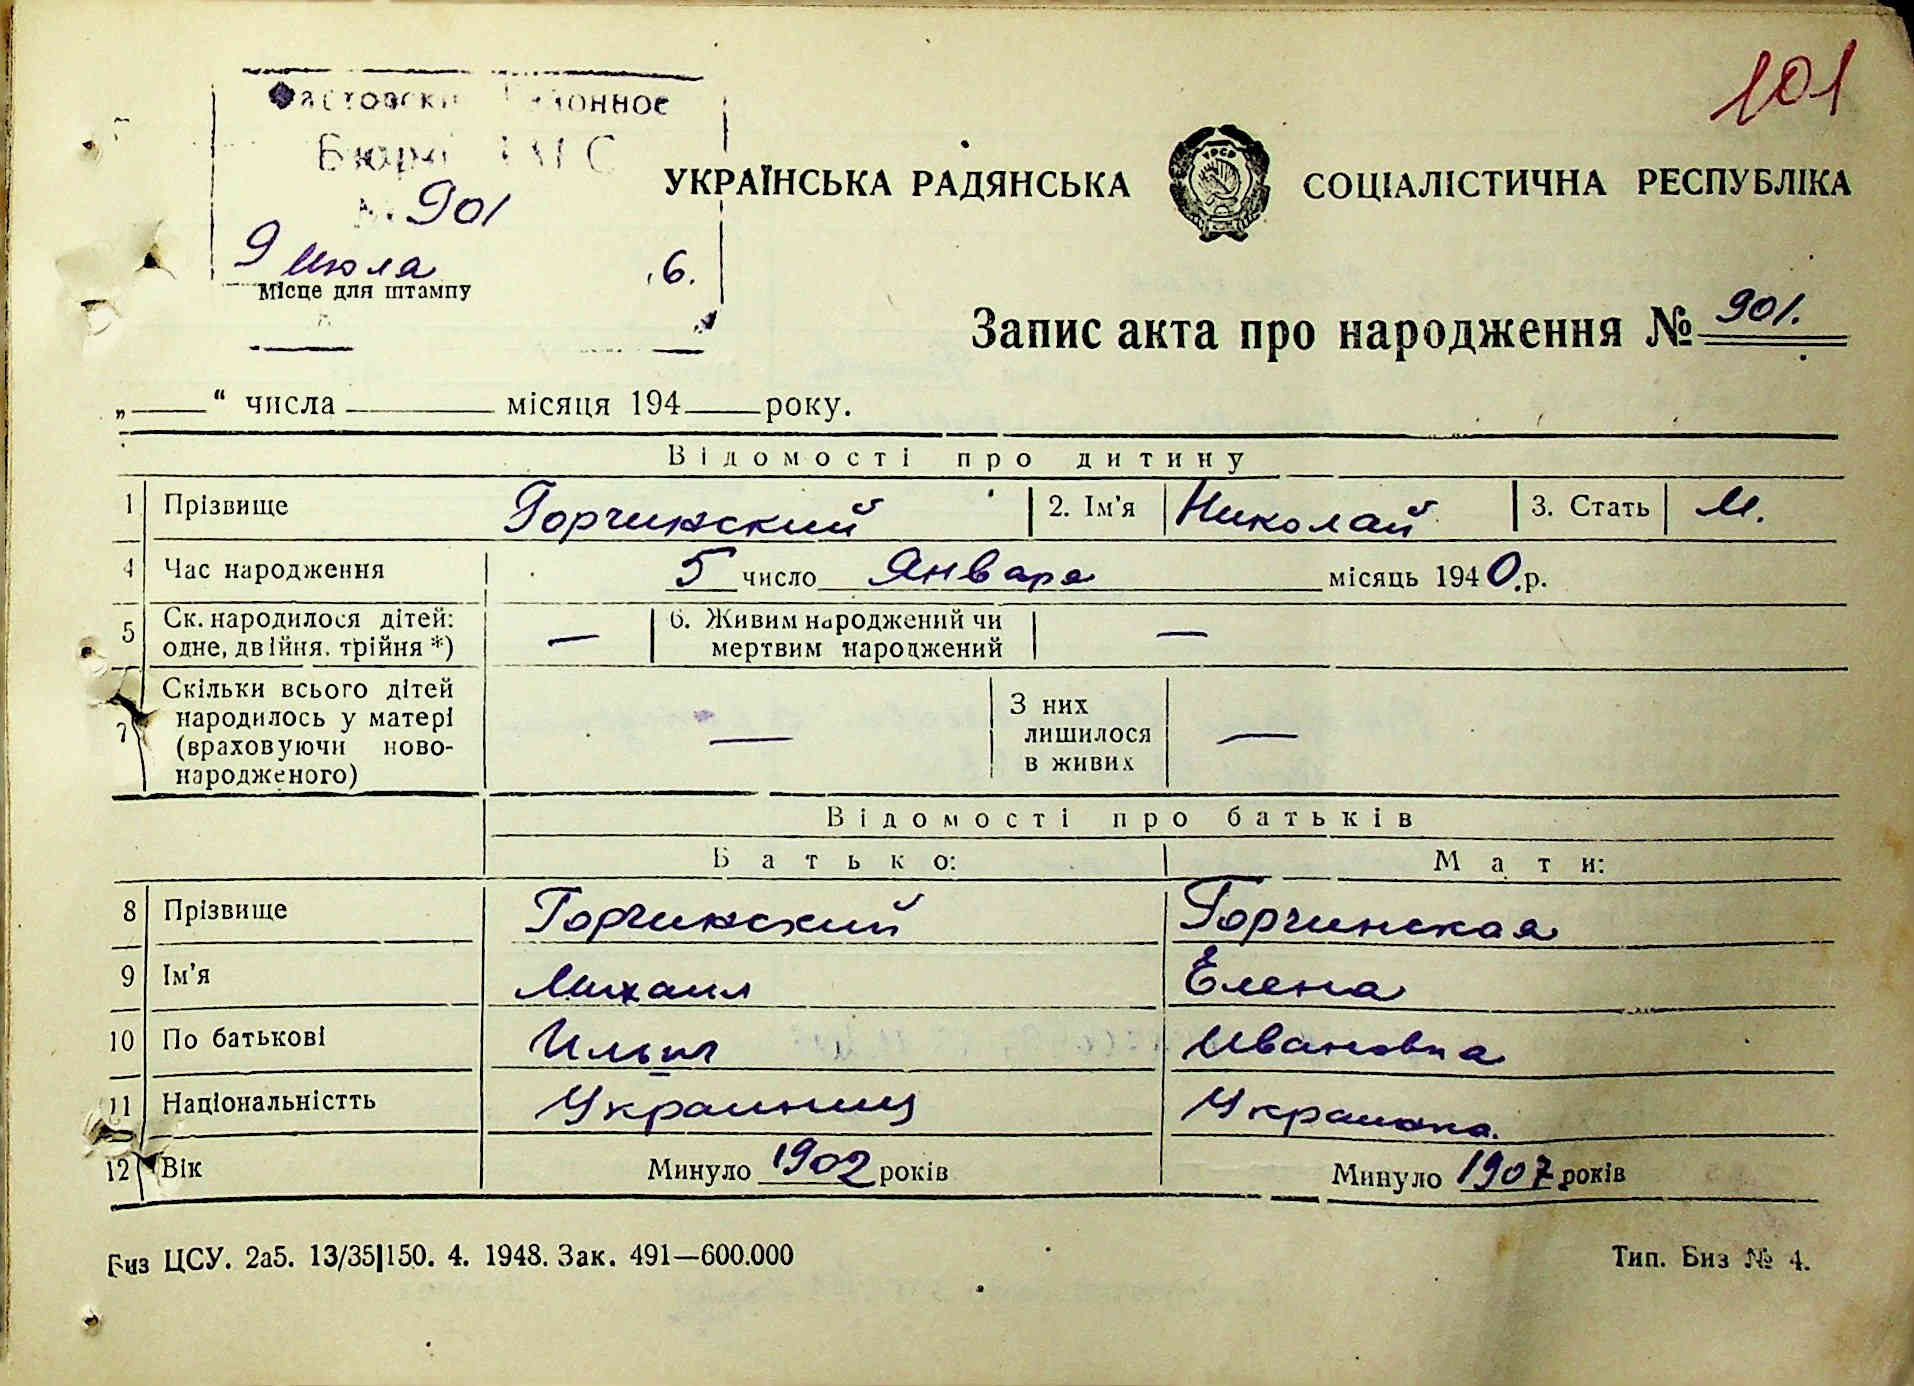 101
Бюро
901
9 Июля 6.
Місце для штампу
УКРАЇНСЬКА РАДЯНСЬКА УРСР СОЦІАЛІСТИЧНА РЕСПУБЛІКА
Запис акта про народження № 901.
„ “ числа місяця 194 року.
Відомості про дитину
1 Прізвище Горчинский 2. Ім'я Николай 3. Стать М.
4 Час народження 5 число Января місяць 1940.р.
5 Ск. народилося дітей: — 6. Живим народжений чи —
одне, двійня, трійня *) мертвим народжений
7 Скільки всього дітей З них
народилось у матері — лишилося —
(враховуючи ново- в живих
народженого)
Відомості про батьків
Батько: Мати:
8 Прізвище Горчинский Горчинская
9 Ім'я Михаил Елена
10 По батькові Ильич Ивановна
11 Національністть Украинец Украинка.
12 Вік Минуло 1902 років Минуло 1907 років
Биз ЦСУ. 2а5. 13/35|150. 4. 1948. Зак. 491—600.000 Тип. Биз № 4.